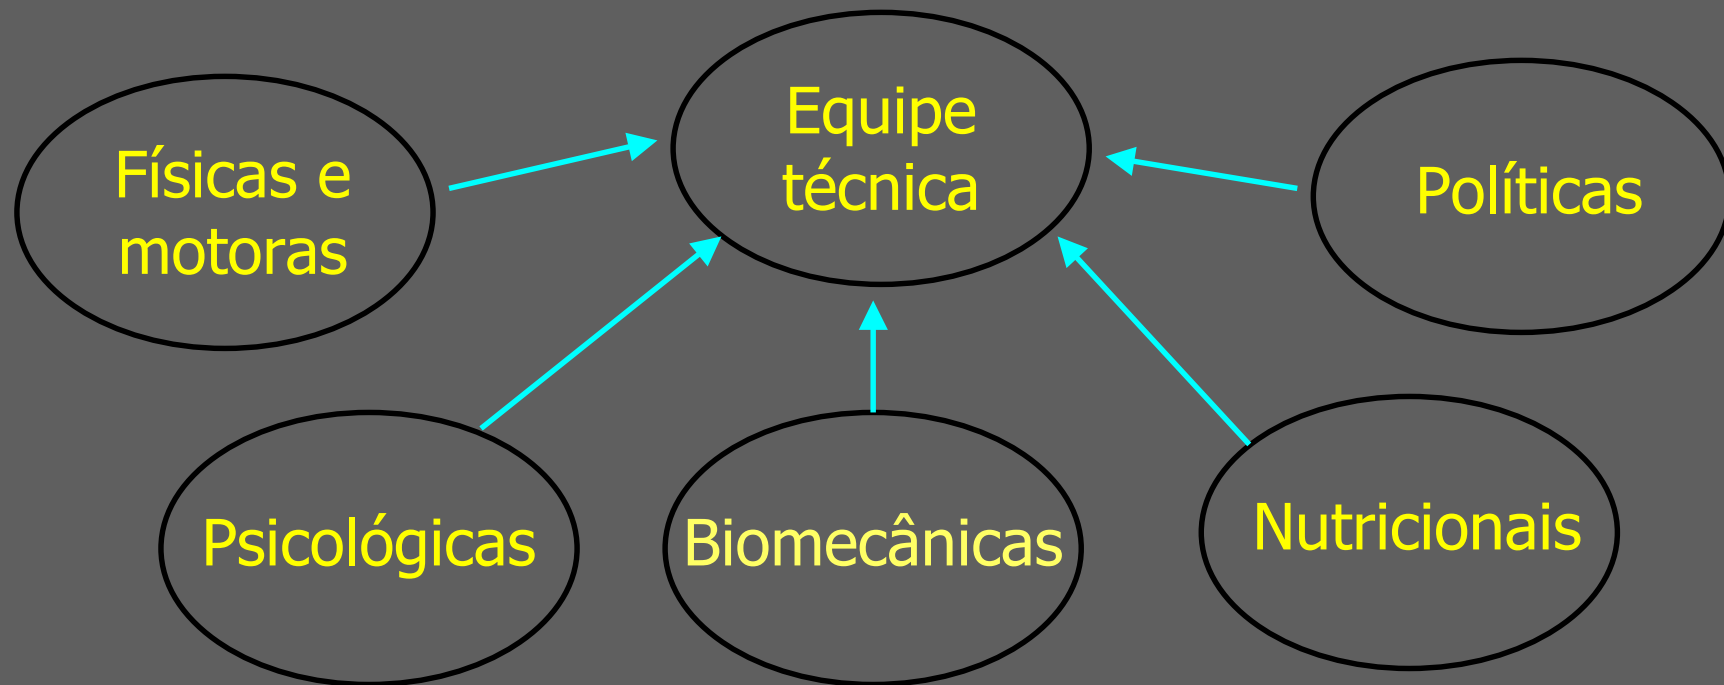 Equipe
técnica
Físicas e
motoras
Políticas
Psicológicas
Biomecânicas
Nutricionais